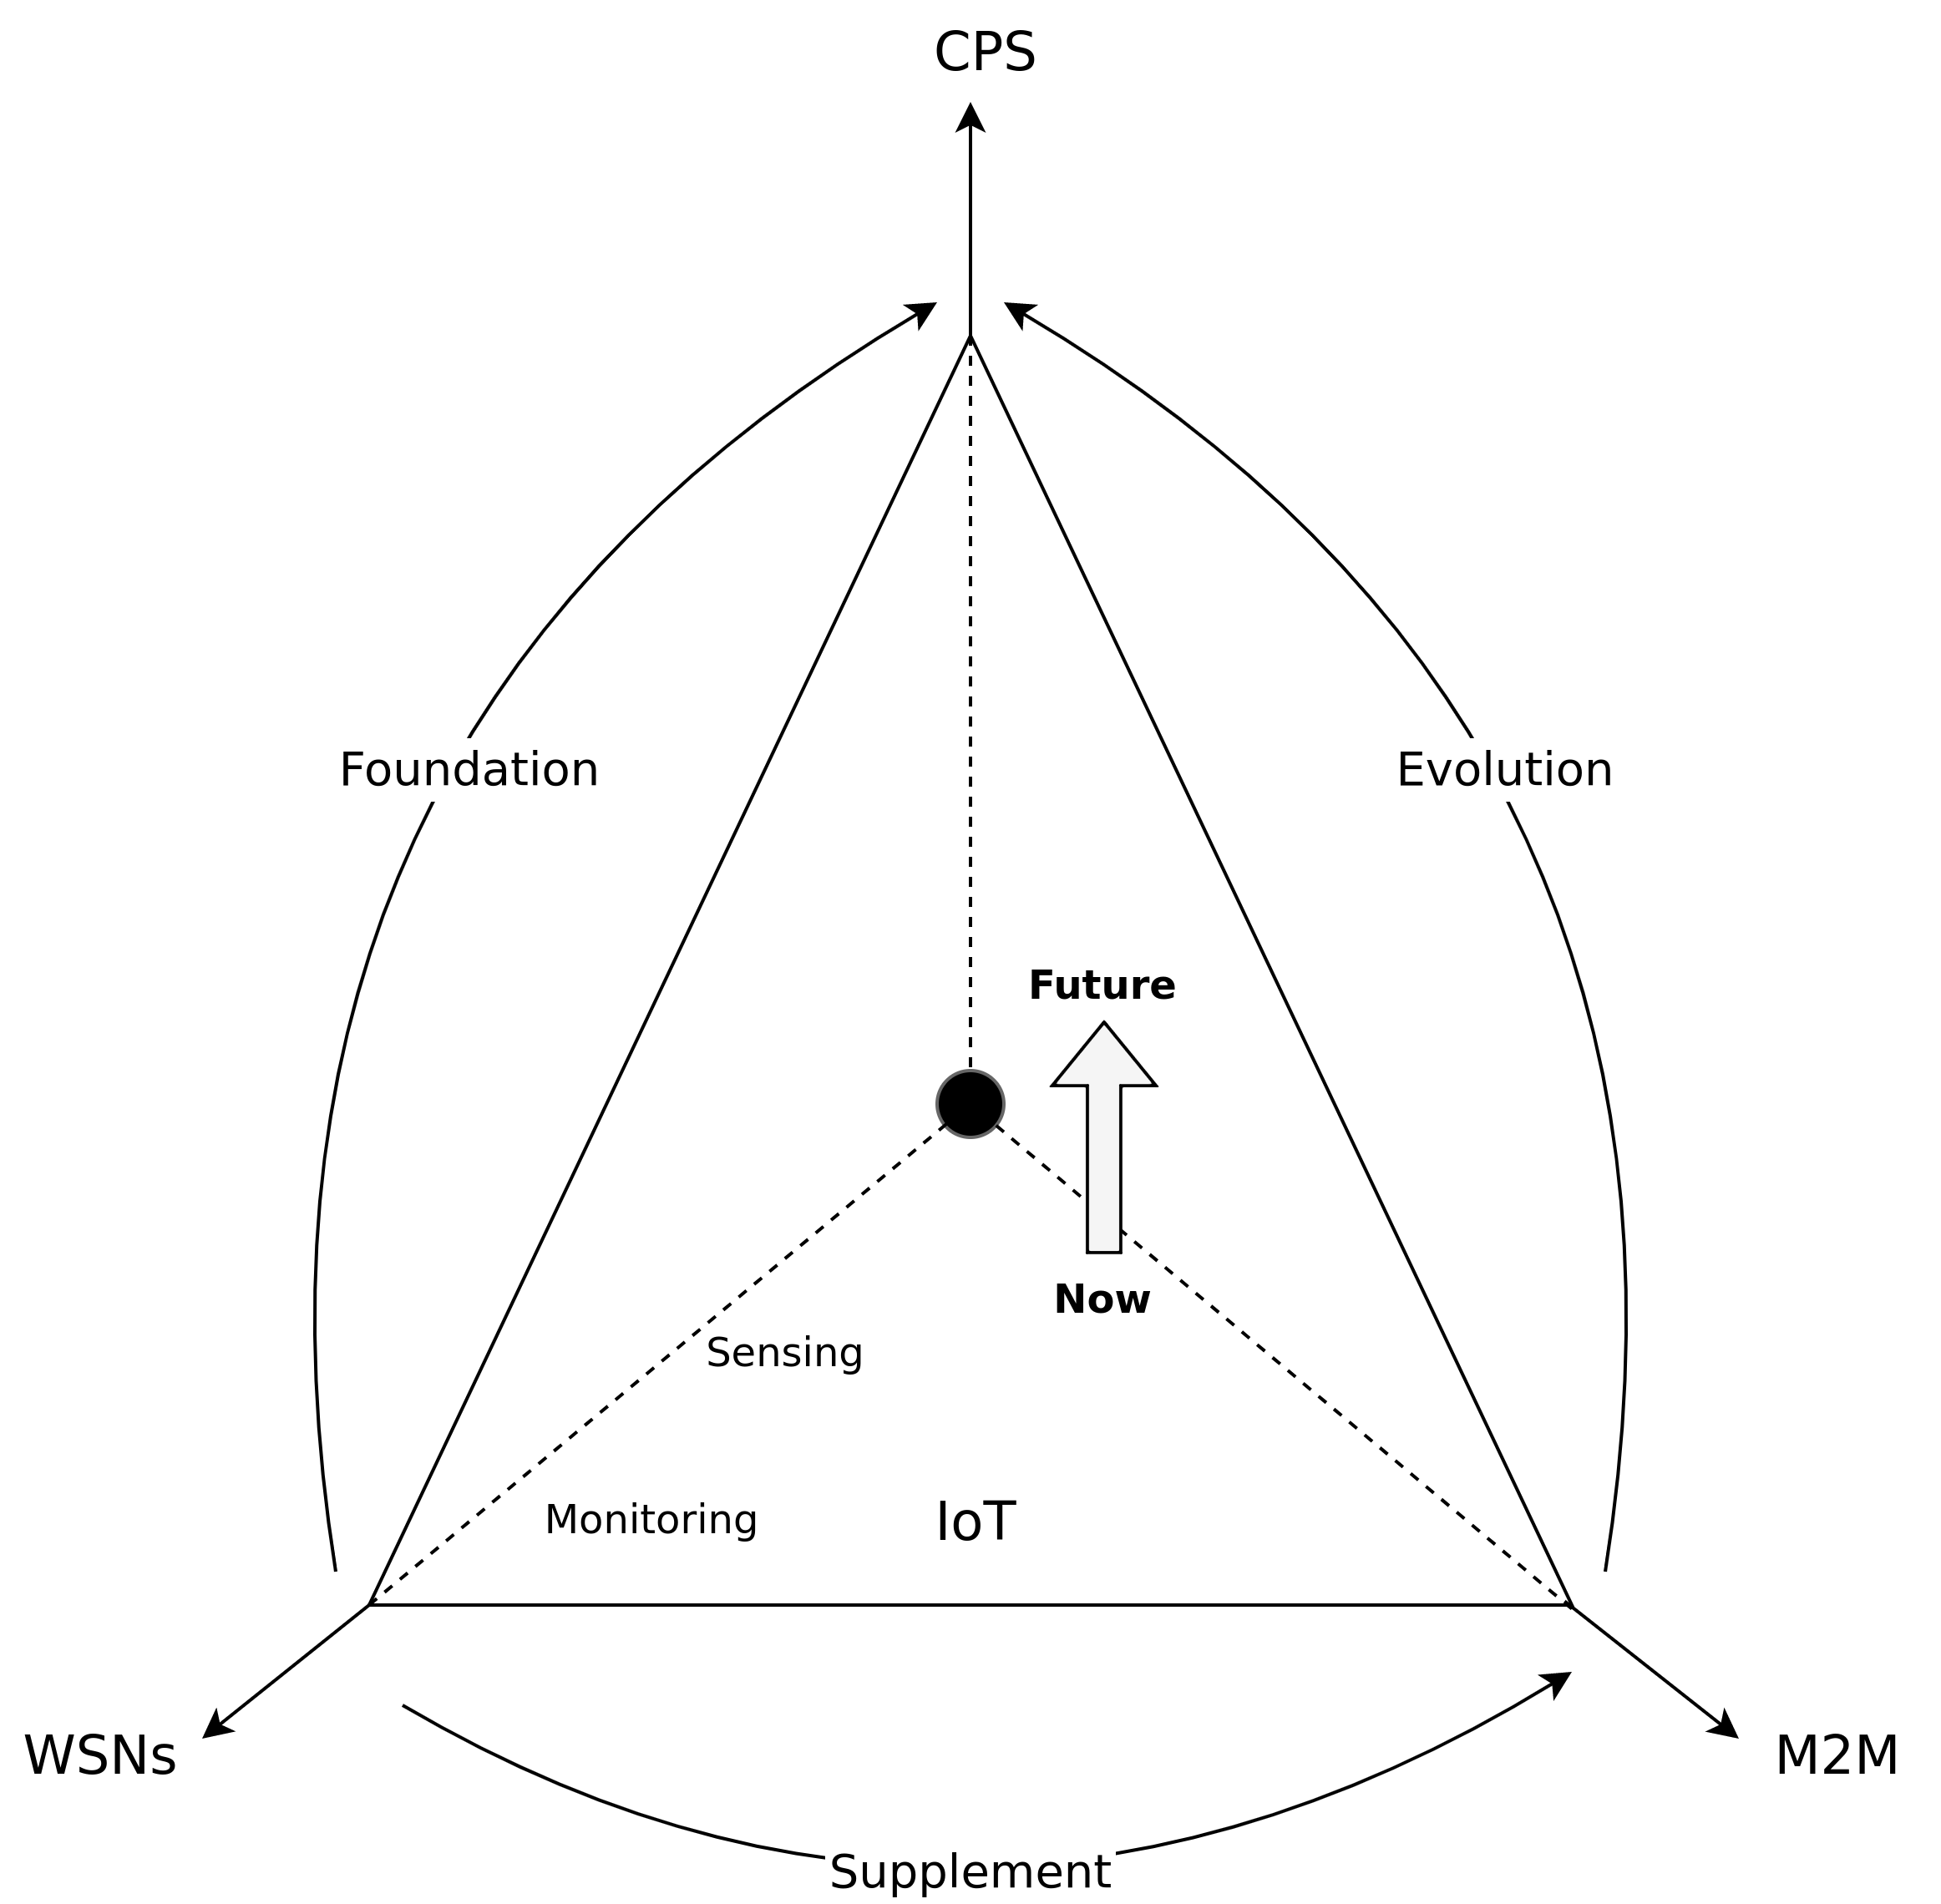 CPS
Foundation
Evolution
Future
Now
Sensing
Monitoring
IoT
WSNs
M2M
Supplement